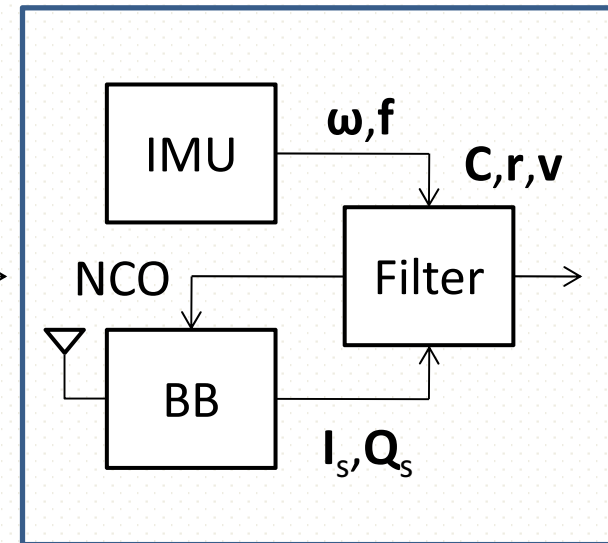 ω,f
IMU
C,r,v
NCO
Filter
BB
Is,Qs